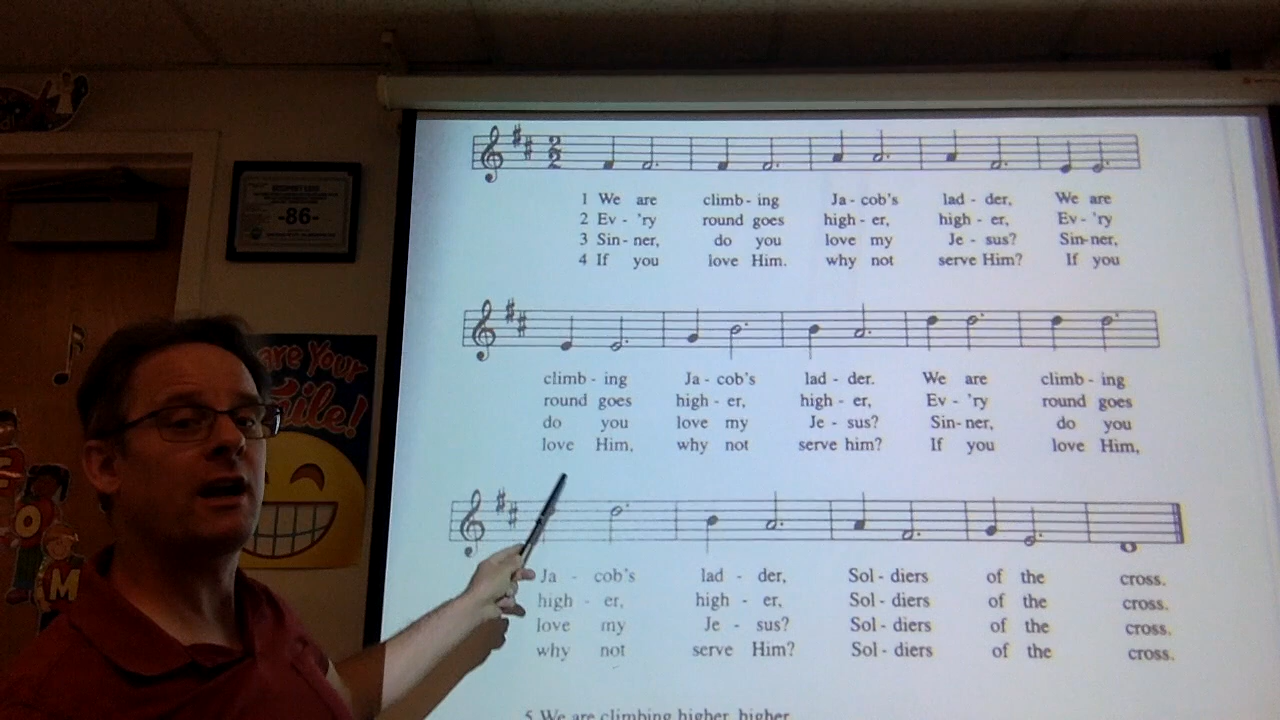 1 We are climb - ing Ja - cob's lad - der, We are
2 Ev - 'ry round goes high - er, high - er, Ev - 'ry
3 Sin - ner, do you love my Je - sus? Sin- ner,
4 If you love Him. why not serve Him? If you
climb - ing Ja - cob's lad - der. We are climb - ing
round goes high - er, high - er, Ev - 'ry round goes
do you love my Je - sus? Sin- ner, do you
love Him, why not serve him? If you love Him,
Ja - cob's lad - der, Sol - diers of the cross.
high - er, high - er, Sol - diers of the cross.
love my Je - sus? Sol - diers of the cross.
why not serve Him? Sol - diers of the cross.
5 We are climbing higher, higher
-86-
are Your
ile!
F
O
M